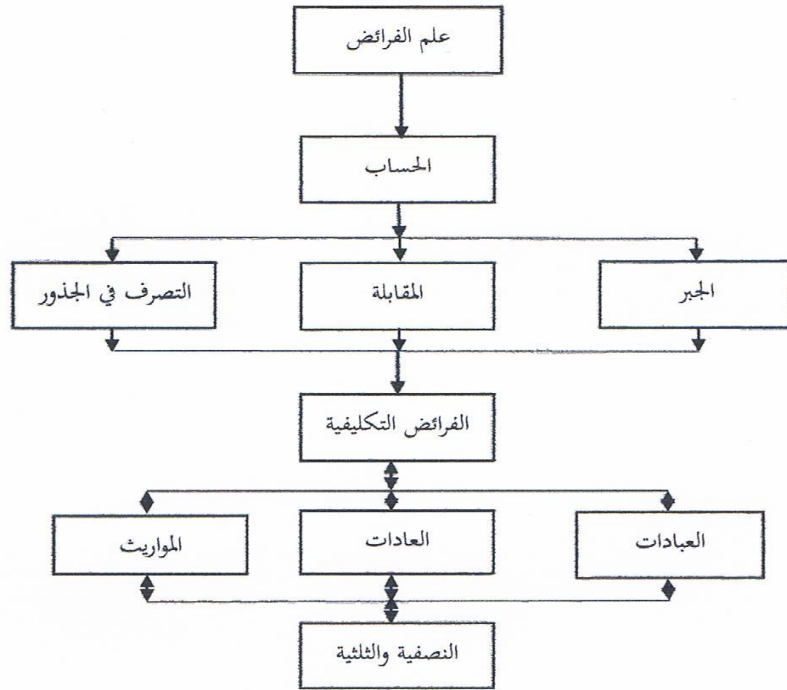 علم الفرائض
الحساب
الجبر
المقابلة
التصرف في الجذور
الفرائض التكليفية
العبادات
العادات
المواريث
النصفية والثلثية